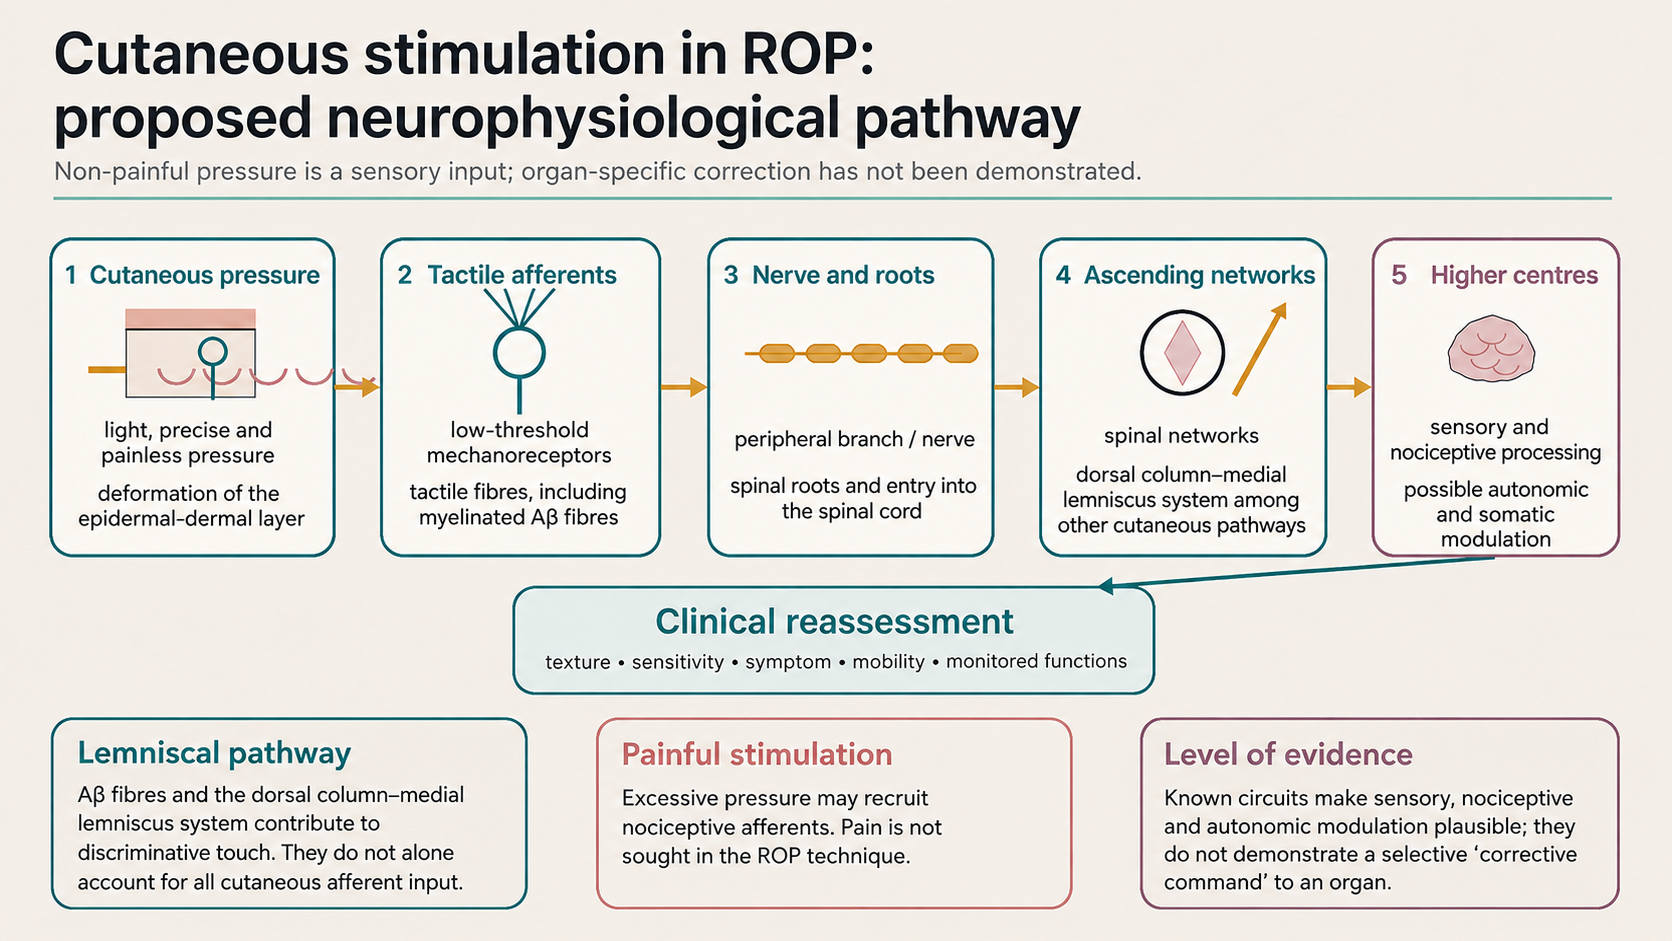 Cutaneous stimulation in ROP:
proposed neurophysiological pathway
Non-painful pressure is a sensory input; organ-specific correction has not been demonstrated.
1 Cutaneous pressure
light, precise and
painless pressure
deformation of the
epidermal-dermal layer
2 Tactile afferents
low-threshold
mechanoreceptors
tactile fibres, including
myelinated Aβ fibres
3 Nerve and roots
peripheral branch / nerve
spinal roots and entry into
the spinal cord
4 Ascending networks
spinal networks
dorsal column–medial
lemniscus system among
other cutaneous pathways
5 Higher centres
sensory and
nociceptive processing
possible autonomic
and somatic
modulation
Clinical reassessment
texture • sensitivity • symptom • mobility • monitored functions
Lemniscal pathway
Aβ fibres and the dorsal column–medial
lemniscus system contribute to
discriminative touch. They do not alone
account for all cutaneous afferent input.
Painful stimulation
Excessive pressure may recruit
nociceptive afferents. Pain is not
sought in the ROP technique.
Level of evidence
Known circuits make sensory, nociceptive
and autonomic modulation plausible; they
do not demonstrate a selective ‘corrective
command’ to an organ.